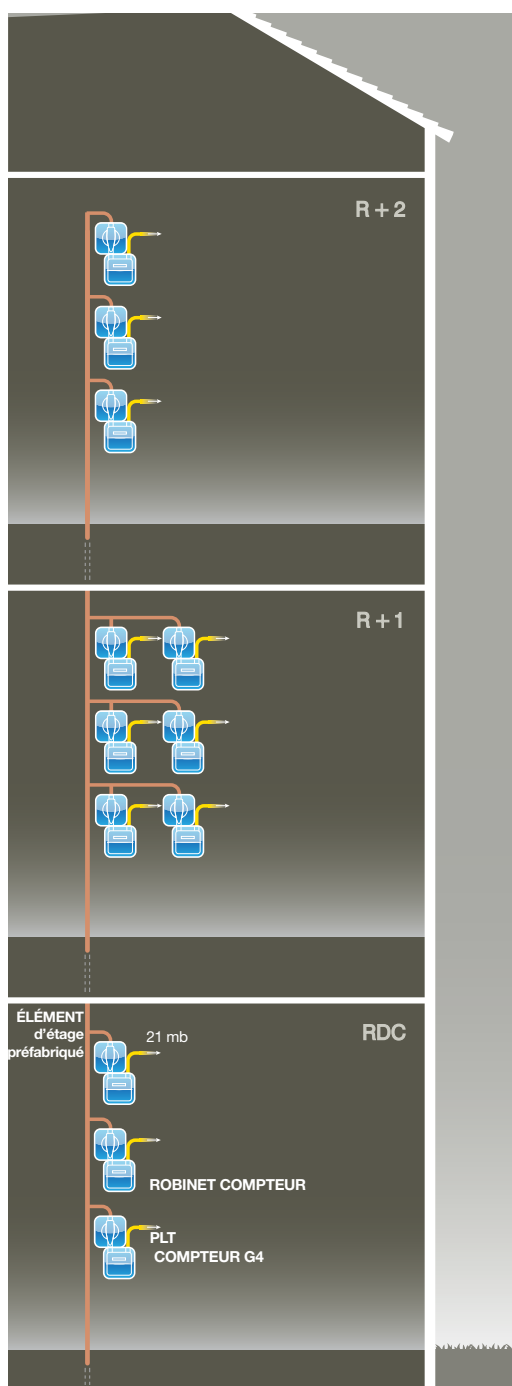 R + 2
R + 1
RDC
ÉLÉMENT
d'étage
préfabriqué
21 mb
ROBINET COMPTEUR
PLT
COMPTEUR G4